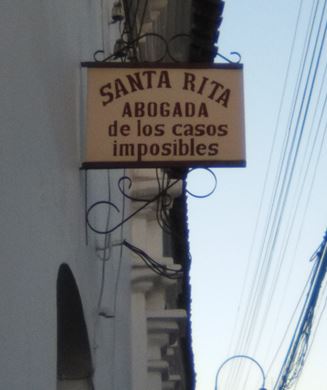 SANTA RITA
ABOGADA
de los casos
imposibles